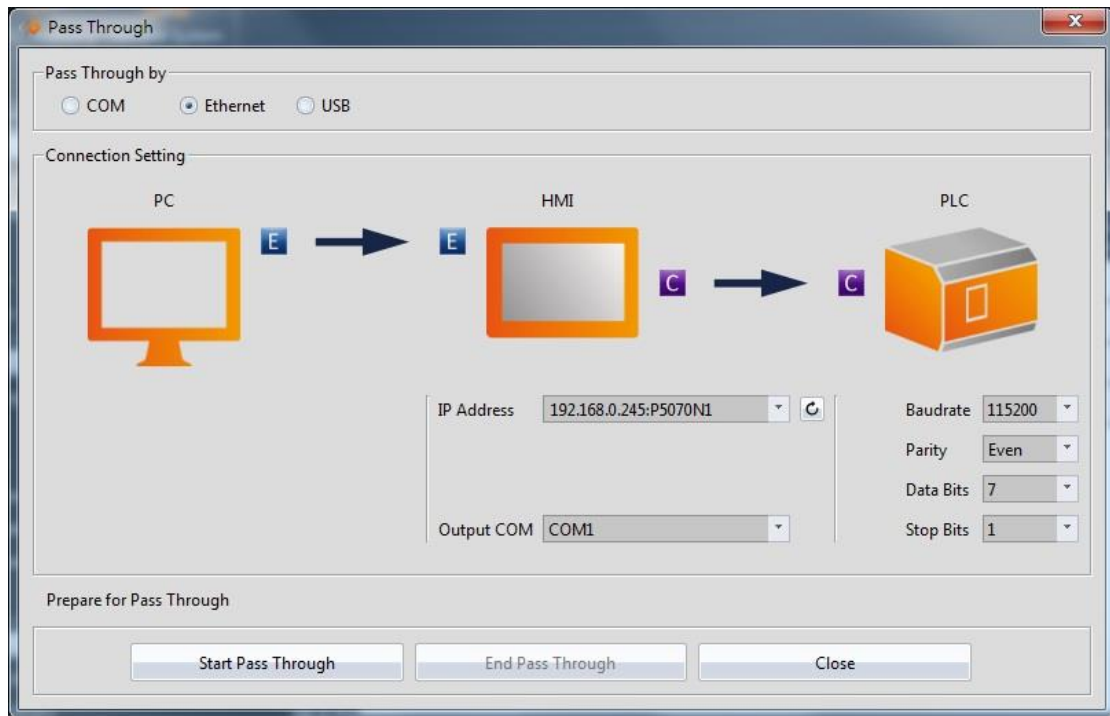 Pass Through
Pass Through by
COM Ethernet USB
Connection Setting
PC HMI PLC
E E
C C
IP Address 192.168.0.245:P5070N1 Baudrate 115200
Parity Even
Data Bits 7
Output COM COM1 Stop Bits 1
Prepare for Pass Through
Start Pass Through End Pass Through Close